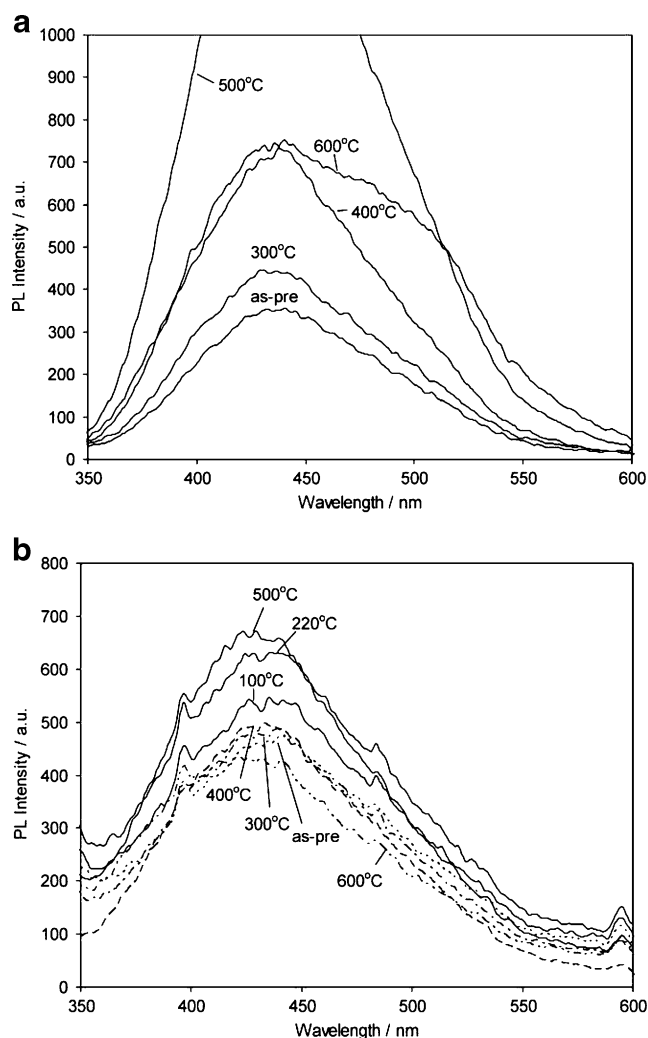 a
1000
900
800
700
600
500
400
300
200
100
0
PL Intensity / a.u.
500°C
600°C
400°C
300°C
as-pre
350 400 450 500 550 600
Wavelength / nm
b
800
700
600
500
400
300
200
100
0
PL Intensity / a.u.
500°C
220°C
100°C
400°C
300°C
as-pre
600°C
350 400 450 500 550 600
Wavelength / nm